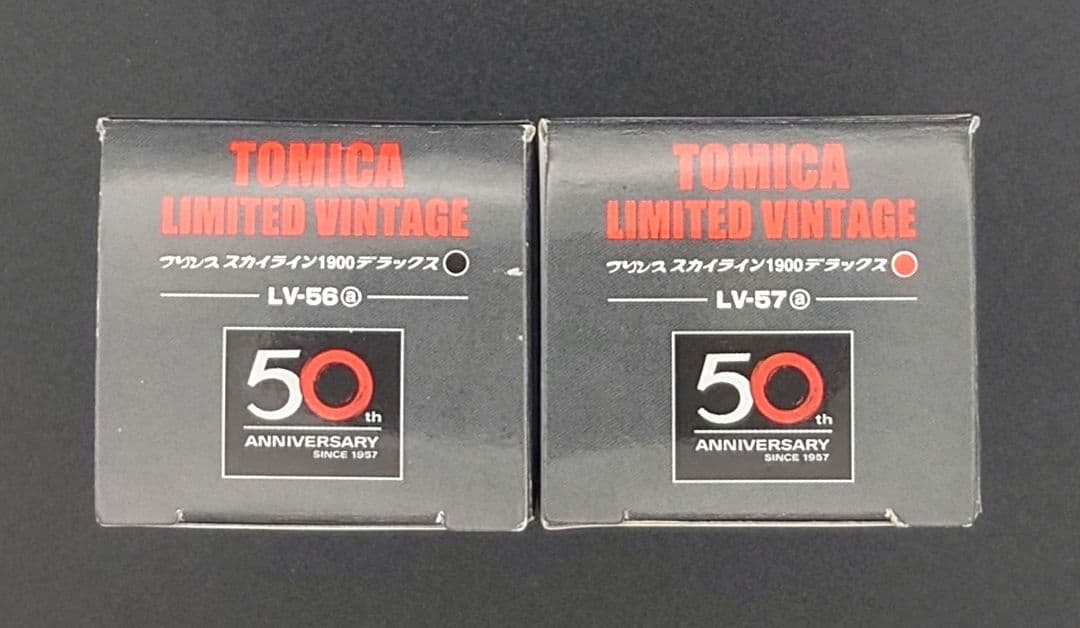 TOMICA
LIMITED VINTAGE
プリンス スカイライン1900デラックス
LV-56ⓐ
50th
ANNIVERSARY
SINCE 1957
TOMICA
LIMITED VINTAGE
プリンス スカイライン1900デラックス
LV-57ⓐ
50th
ANNIVERSARY
SINCE 1957